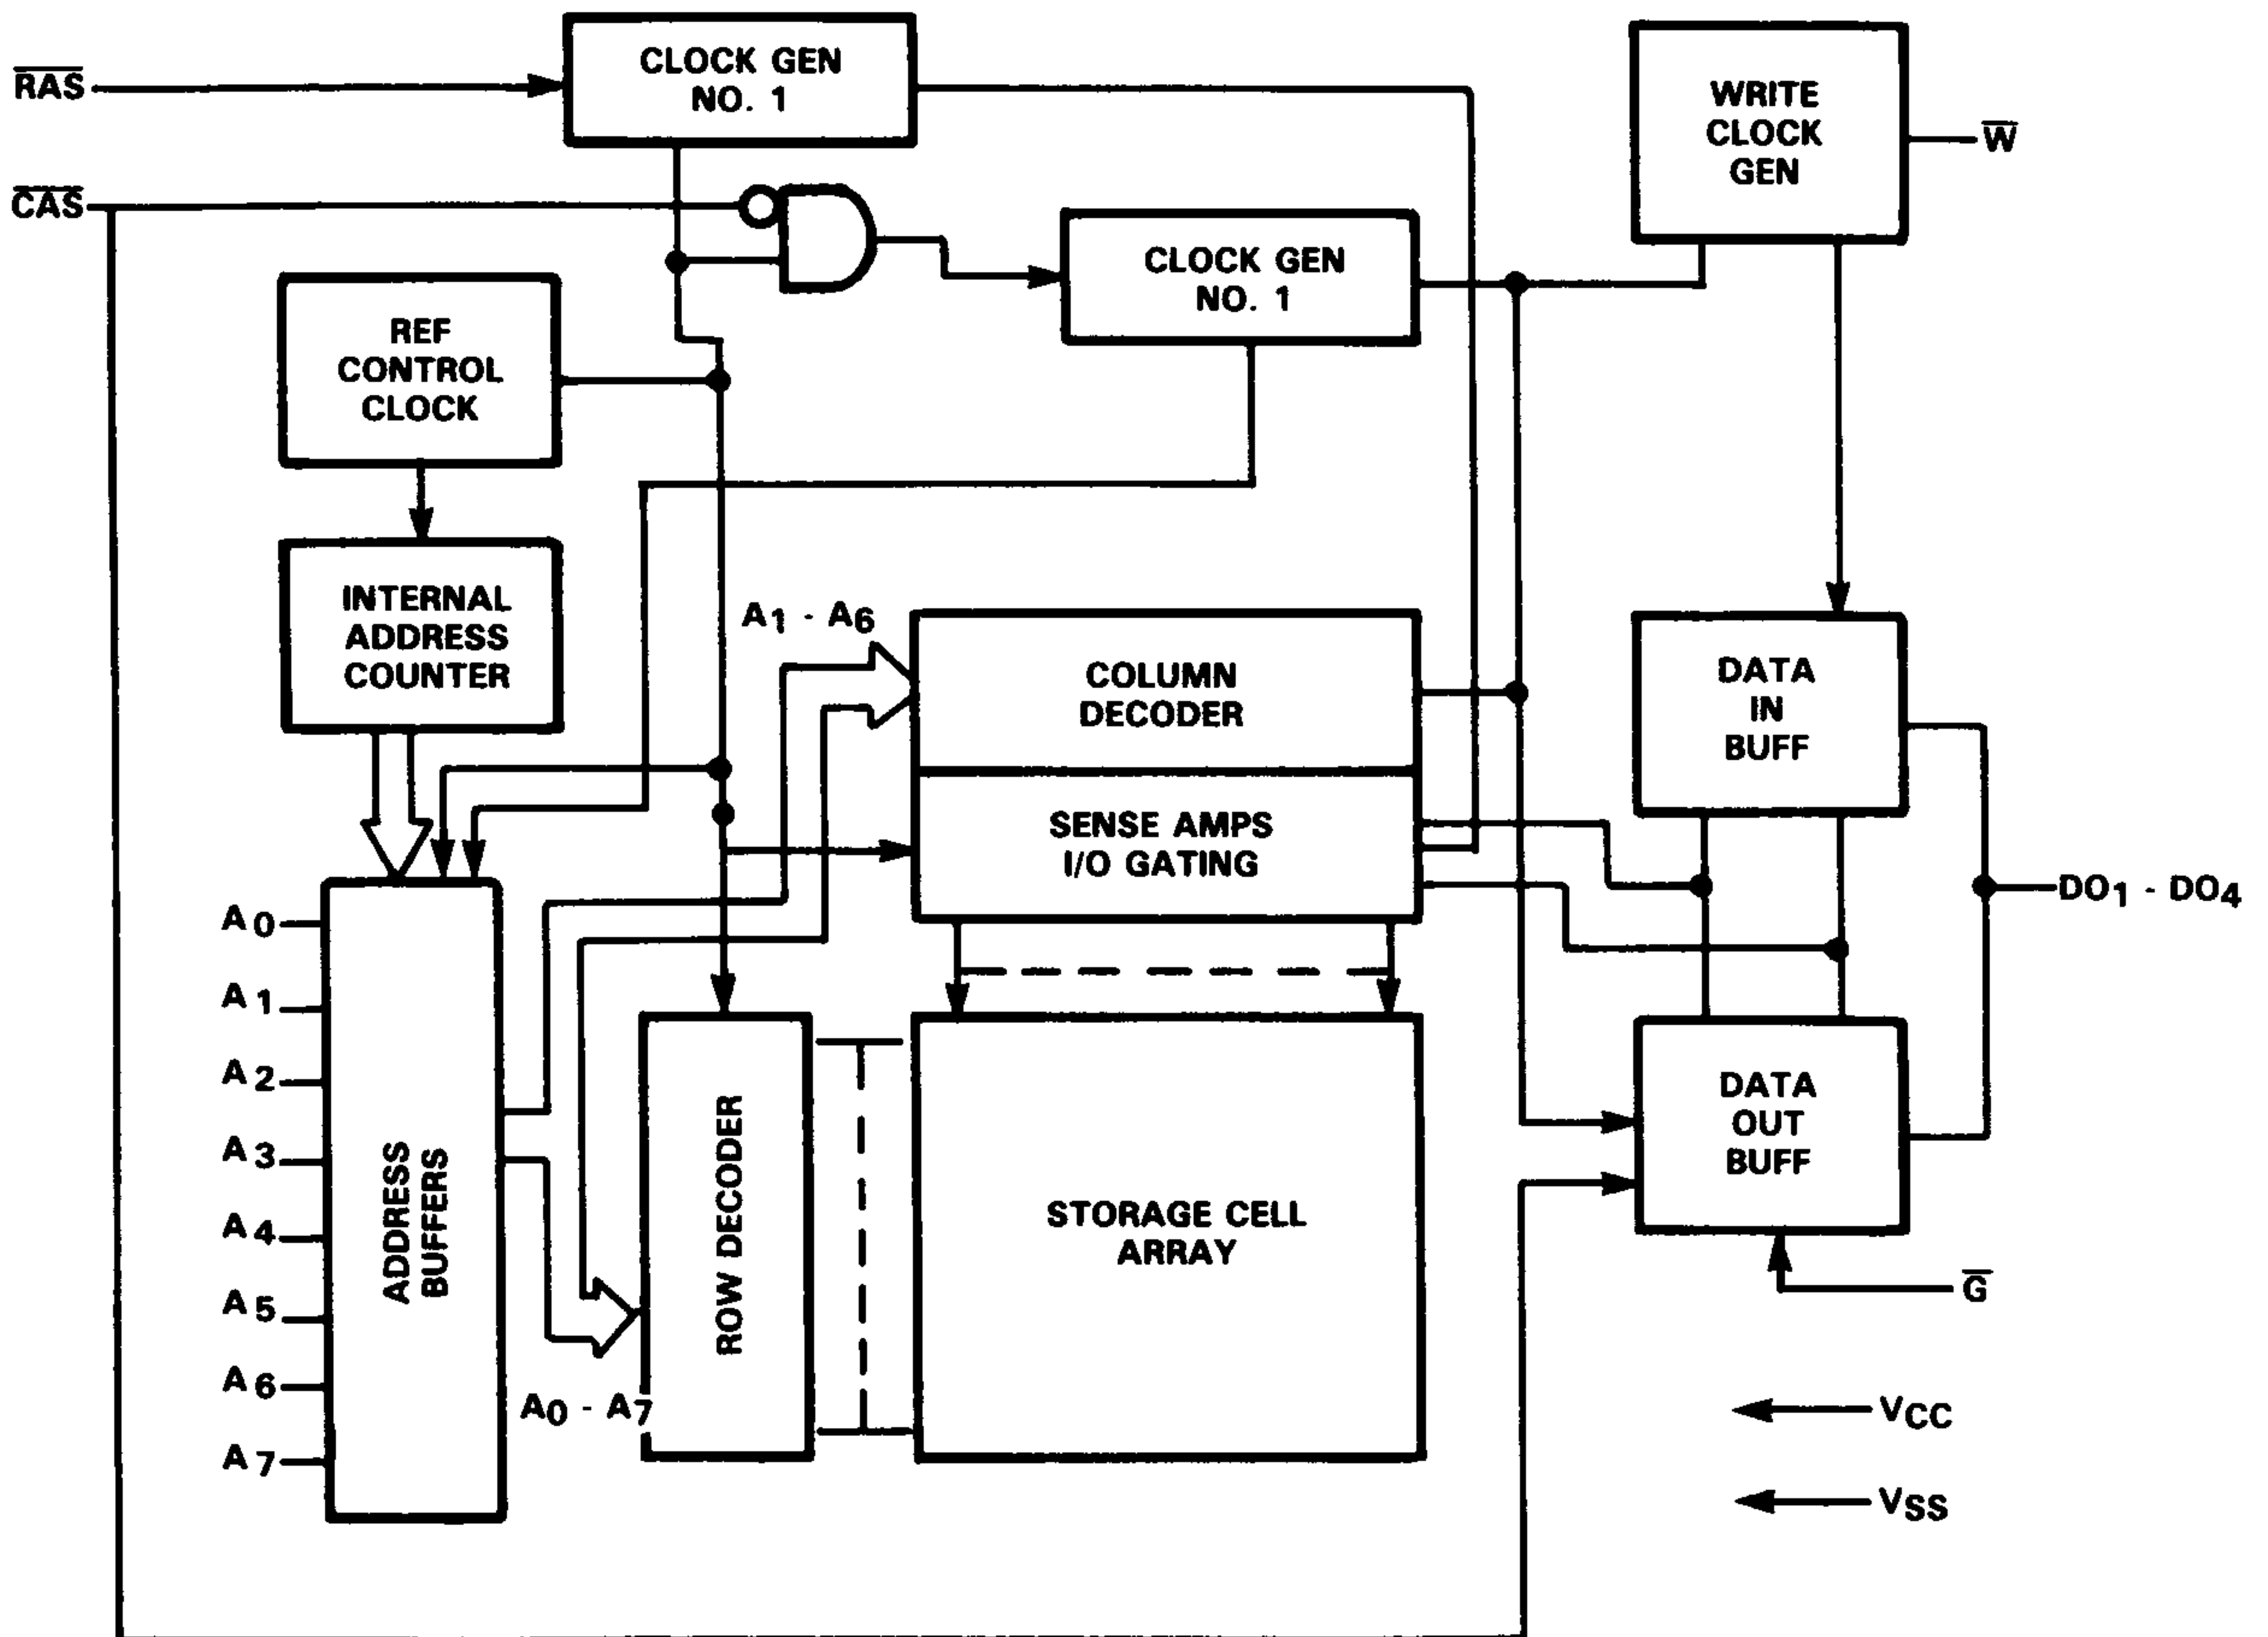 CLOCK GEN
NO. 1
R̅A̅S̅
WRITE
CLOCK
GEN
W̅
C̅A̅S̅
CLOCK GEN
NO. 1
REF
CONTROL
CLOCK
INTERNAL
ADDRESS
COUNTER
A1 - A6
COLUMN
DECODER
DATA
IN
BUFF
SENSE AMPS
I/O GATING
DO1 - DO4
A0
A1
A2
A3
A4
A5
A6
A7
ADDRESS
BUFFERS
A0 - A7
ROW DECODER
STORAGE CELL
ARRAY
DATA
OUT
BUFF
G̅
VCC
VSS